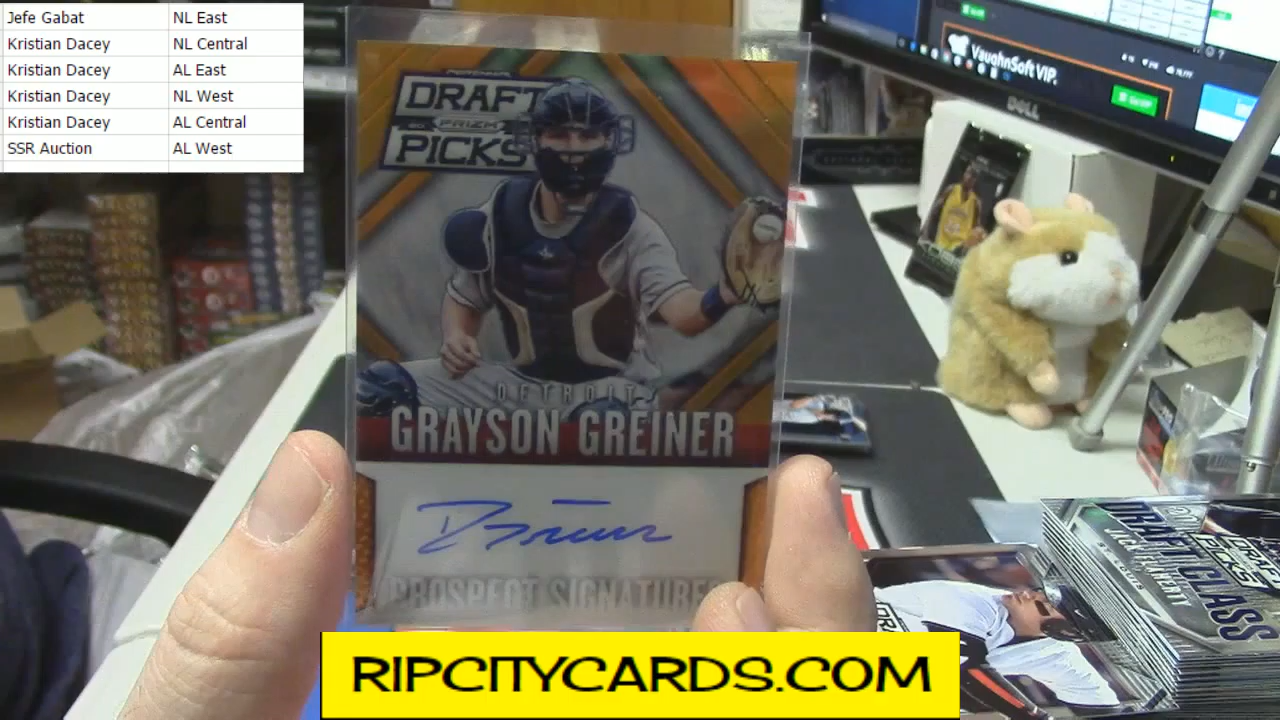 Jefe Gabat NL East
Kristian Dacey NL Central
Kristian Dacey AL East
Kristian Dacey NL West
Kristian Dacey AL Central
SSR Auction AL West
VaughnSoft VIP.
DELL
DRAFT
PRIZM
PICKS
DETROIT
GRAYSON GREINER
PROSPECT SIGNATURES
DRAFT CLASS
RIPCITYCARDS.COM